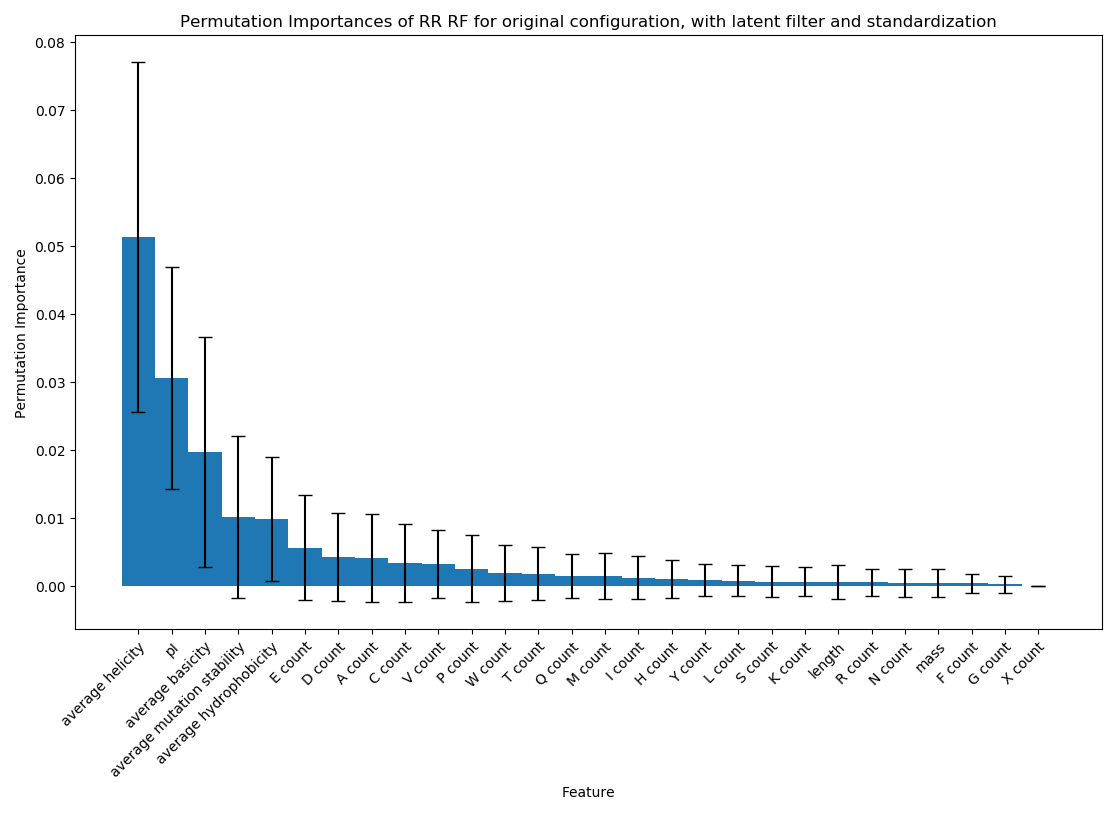 Permutation Importances of RR RF for original configuration, with latent filter and standardization
0.08
0.07
0.06
0.05
0.04
0.03
0.02
0.01
0.00
Permutation Importance
average helicity
pI
average basicity
average mutation stability
average hydrophobicity
E count
D count
A count
C count
V count
P count
W count
T count
Q count
M count
I count
H count
Y count
L count
S count
K count
length
R count
N count
mass
F count
G count
X count
Feature